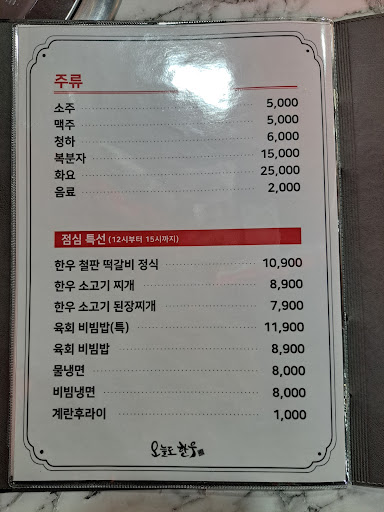 주류
소주 5,000
맥주 5,000
청하 6,000
복분자 15,000
화요 25,000
음료 2,000
점심 특선 (12시부터 15시까지)
한우 철판 떡갈비 정식 10,900
한우 소고기 찌개 8,900
한우 소고기 된장찌개 7,900
육회 비빔밥(특) 11,900
육회 비빔밥 8,900
물냉면 8,000
비빔냉면 8,000
계란후라이 1,000
오늘도 한우